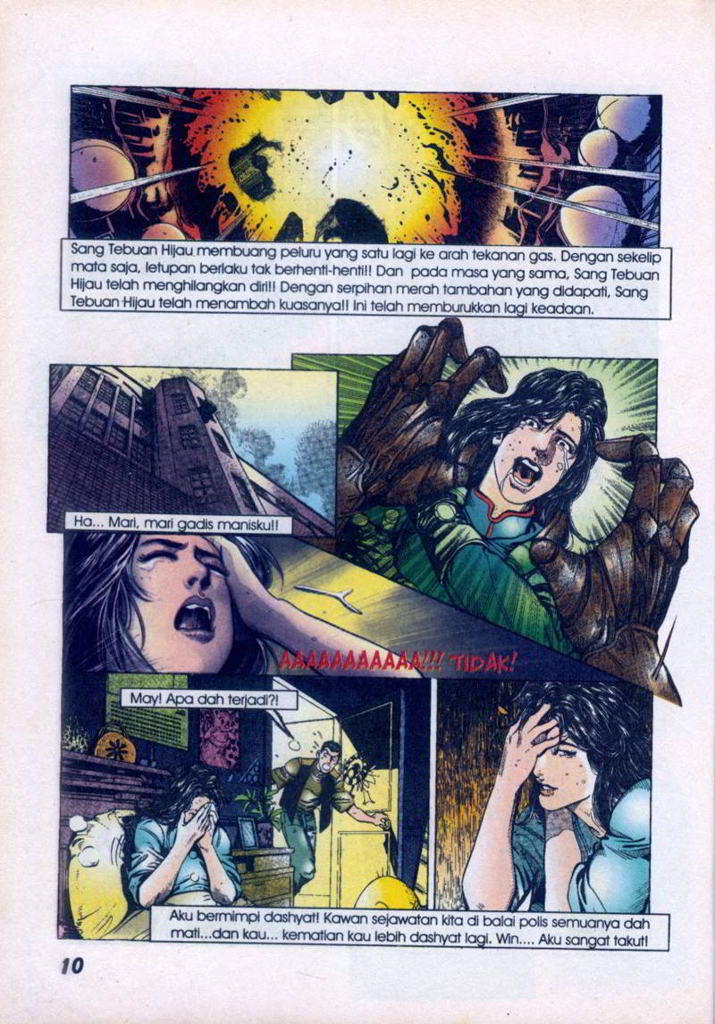 Sang Tebuan Hijau membuang peluru yang satu lagi ke arah tekanan gas. Dengan sekelip
mata saja, letupan berlaku tak berhenti-henti!! Dan pada masa yang sama, Sang Tebuan
Hijau telah menghilangkan diri!! Dengan serpihan merah tambahan yang didapati, Sang
Tebuan Hijau telah menambah kuasanya!! Ini telah memburukkan lagi keadaan.
Ha... Mari, mari gadis manisku!!
AAAAAAAAAAA!!! TIDAK!
May! Apa dah terjadi?!
Aku bermimpi dashyat! Kawan sejawatan kita di balai polis semuanya dah
mati...dan kau... kematian kau lebih dashyat lagi. Win.... Aku sangat takut!
10